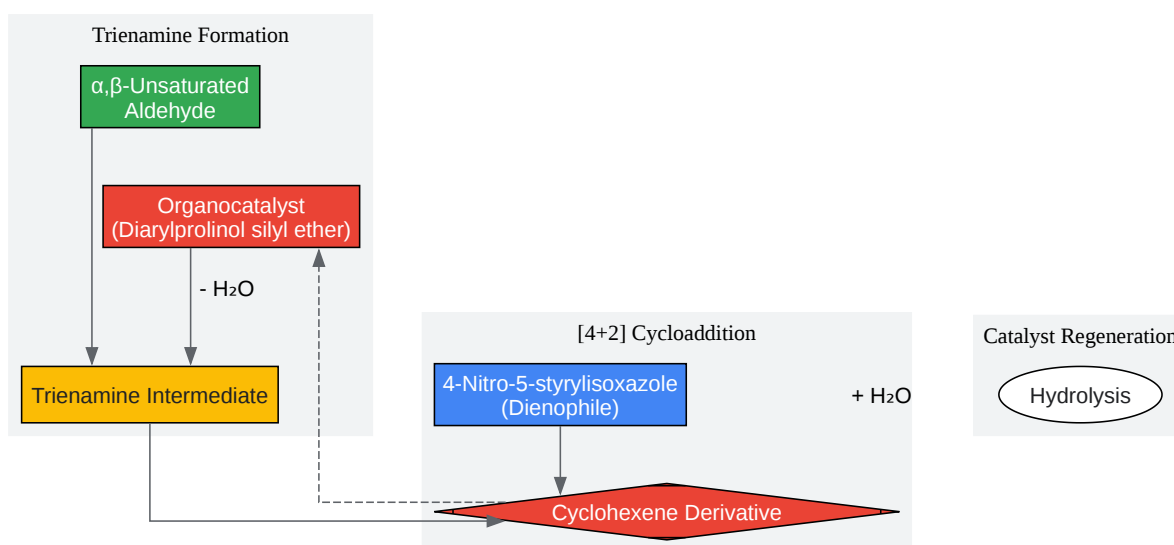 Trienamine Formation
α,β-Unsaturated
Aldehyde
Organocatalyst
(Diarylprolinol silyl ether)
- H₂O
Trienamine Intermediate
[4+2] Cycloaddition
4-Nitro-5-styrylisoxazole
(Dienophile)
+ H₂O
Cyclohexene Derivative
Catalyst Regeneration
Hydrolysis